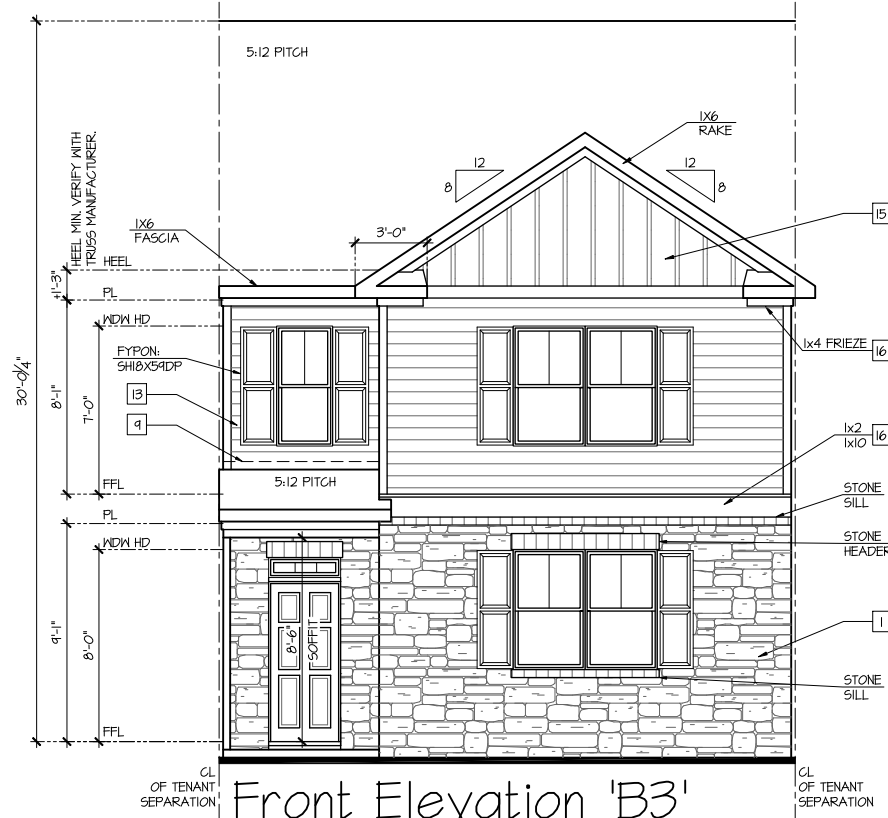 5:12 PITCH
1X6
RAKE
12
8
12
8
HEEL MIN. VERIFY WITH
TRUSS MANUFACTURER.
1X6
FASCIA
3'-0"
15
HEEL
±1'-3"
PL
WDW HD
FYPON:
SH18X59DP
1x4 FRIEZE
16
30'-0¼"
8'-1"
7'-0"
13
9
1x2
1x10
16
5:12 PITCH
FFL
STONE
SILL
PL
WDW HD
STONE
HEADER
9'-1"
8'-0"
8'-6"
SOFFIT
1
STONE
SILL
FFL
CL
OF TENANT
SEPARATION
Front Elevation 'B3'
CL
OF TENANT
SEPARATION